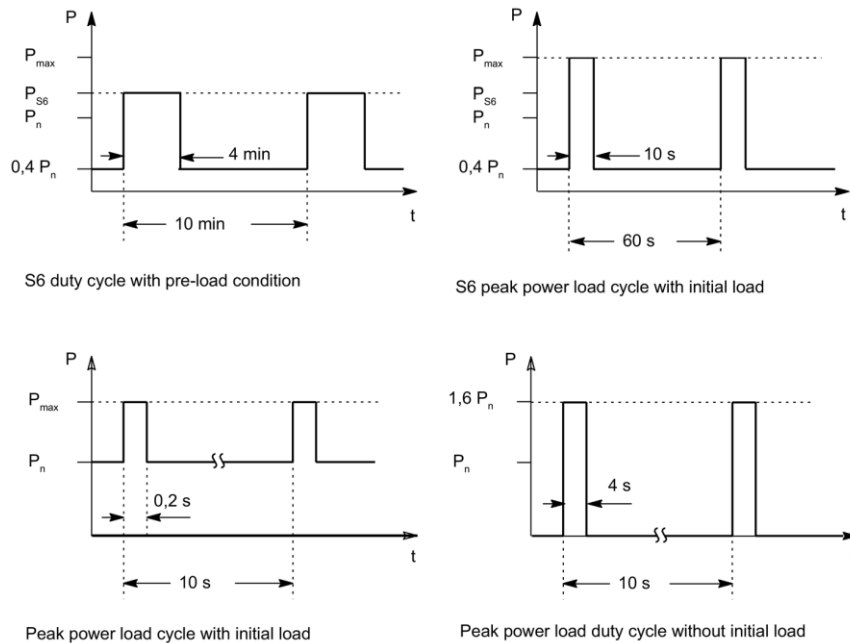 P
P_max
P_S6
P_n
0,4 P_n
4 min
10 min
t
S6 duty cycle with pre-load condition
P
P_max
P_S6
P_n
0,4 P_n
10 s
60 s
t
S6 peak power load cycle with initial load
P
P_max
P_n
0,2 s
10 s
t
Peak power load cycle with initial load
P
1,6 P_n
P_n
4 s
10 s
Peak power load duty cycle without initial load